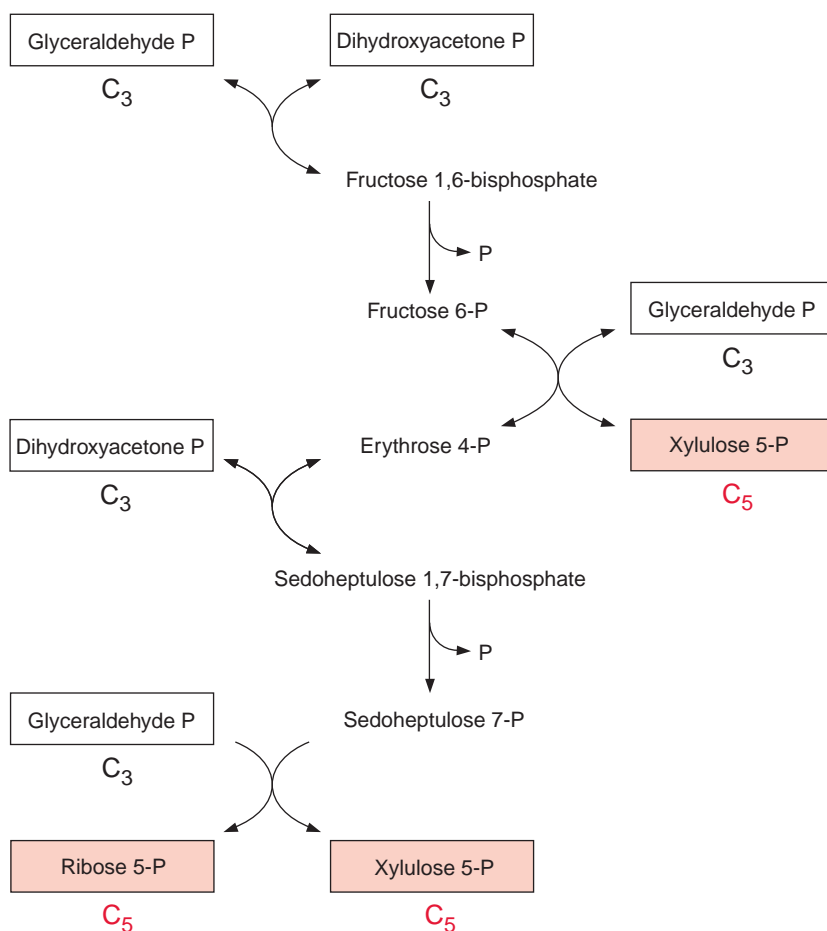 Glyceraldehyde P
Dihydroxyacetone P
C3
C3
Fructose 1,6-bisphosphate
P
Fructose 6-P
Glyceraldehyde P
C3
Dihydroxyacetone P
Erythrose 4-P
Xylulose 5-P
C3
C5
Sedoheptulose 1,7-bisphosphate
P
Glyceraldehyde P
Sedoheptulose 7-P
C3
Ribose 5-P
Xylulose 5-P
C5
C5